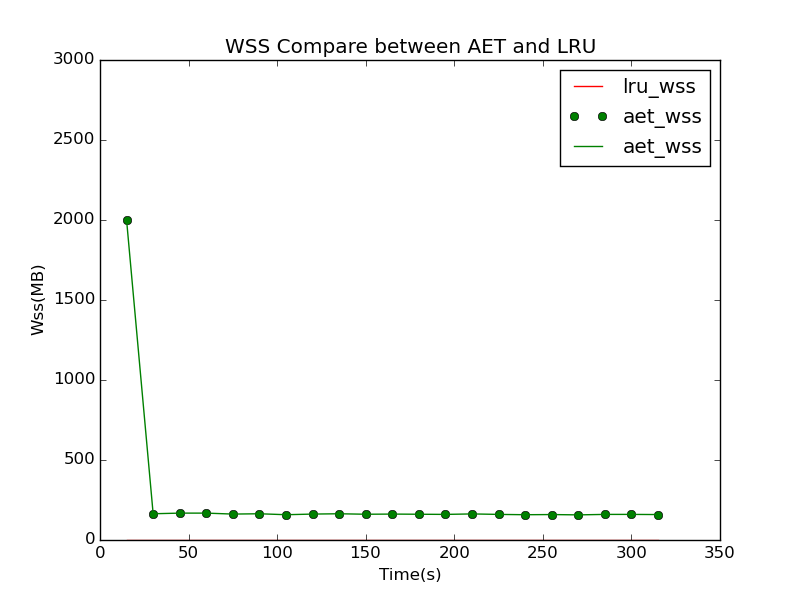 WSS Compare between AET and LRU
3000
2500
2000
1500
1000
500
0
Wss(MB)
lru_wss
aet_wss
aet_wss
0 50 100 150 200 250 300 350
Time(s)